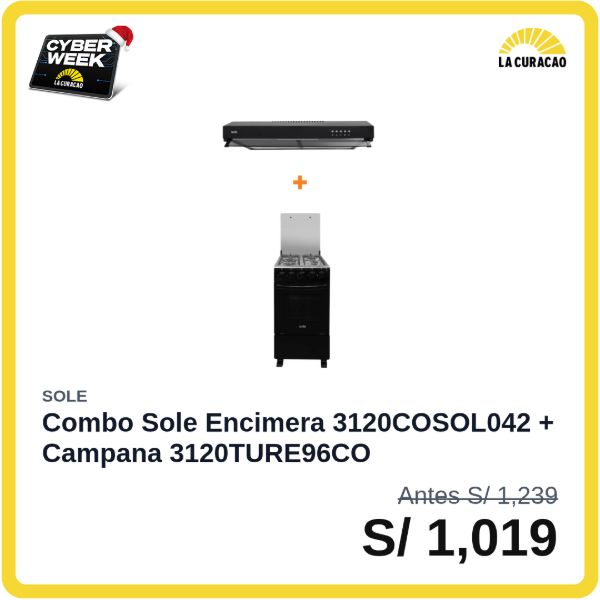 CYBER
WEEK
LA CURACAO
LA CURACAO
+
SOLE
Combo Sole Encimera 3120COSOL042 +
Campana 3120TURE96CO
Antes S/ 1,239
S/ 1,019